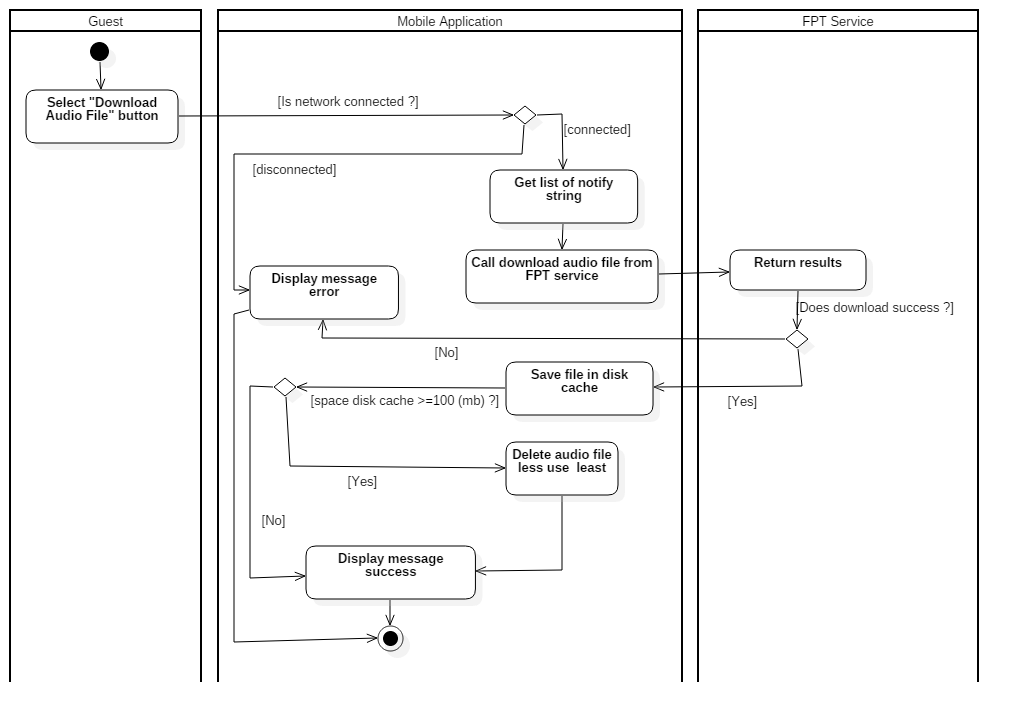 Guest
Mobile Application
FPT Service
Select "Download
Audio File" button
[Is network connected ?]
[connected]
[disconnected]
Get list of notify
string
Call download audio file from
FPT service
Return results
Display message
error
[Does download success ?]
[No]
Save file in disk
cache
[Yes]
[space disk cache >=100 (mb) ?]
Delete audio file
less use  least
[Yes]
[No]
Display message
success